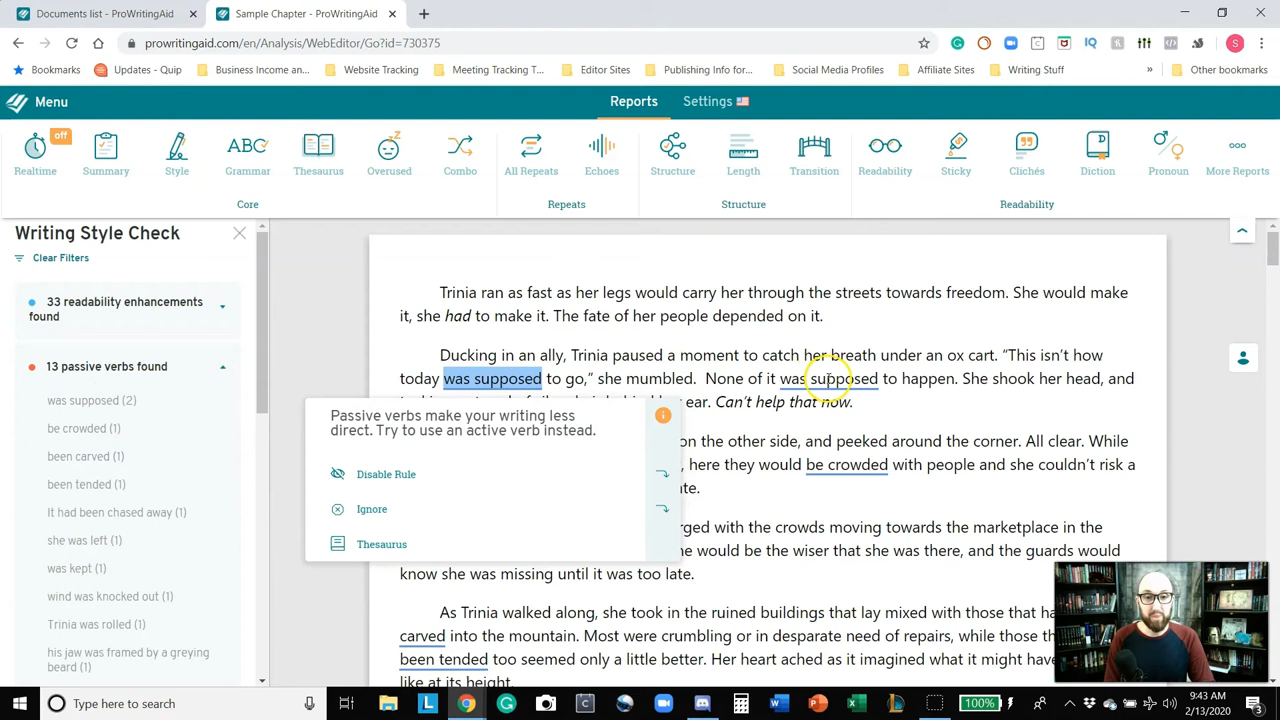 Documents list - ProWritingAid
Sample Chapter - ProWritingAid
prowritingaid.com/en/Analysis/WebEditor/Go?id=730375
Bookmarks
Updates - Quip
Business Income an...
Website Tracking
Meeting Tracking T...
Editor Sites
Publishing Info for...
Social Media Profiles
Affiliate Sites
Writing Stuff
»
Other bookmarks
Menu
Reports
Settings
off
Realtime
Summary
Style
ABC
Grammar
Thesaurus
Overused
Combo
All Repeats
Echoes
Structure
Length
Transition
Readability
Sticky
Clichés
Diction
Pronoun
More Reports
Core
Repeats
Structure
Readability
Writing Style Check
Clear Filters
33 readability enhancements
found
13 passive verbs found
was supposed (2)
be crowded (1)
been carved (1)
been tended (1)
It had been chased away (1)
she was left (1)
was kept (1)
wind was knocked out (1)
Trinia was rolled (1)
his jaw was framed by a greying
beard (1)
Trinia ran as fast as her legs would carry her through the streets towards freedom. She would make
it, she had to make it. The fate of her people depended on it.
Ducking in an ally, Trinia paused a moment to catch her breath under an ox cart. “This isn’t how
today was supposed to go,” she mumbled.  None of it was supposed to happen. She shook her head, and
ear. Can’t help that now.
on the other side, and peeked around the corner. All clear. While
, here they would be crowded with people and she couldn’t risk a
Passive verbs make your writing less
direct. Try to use an active verb instead.
Disable Rule
Ignore
Thesaurus
crowds moving towards the marketplace in the
would be the wiser that she was there, and the guards would
know she was missing until it was too late.
As Trinia walked along, she took in the ruined buildings that lay mixed with those that
carved into the mountain. Most were crumbling or in desperate need of repairs, while those
been tended too seemed only a little better. Her heart ached as it imagined what it might have
like at its height.
Type here to search
100%
9:43 AM
2/13/2020